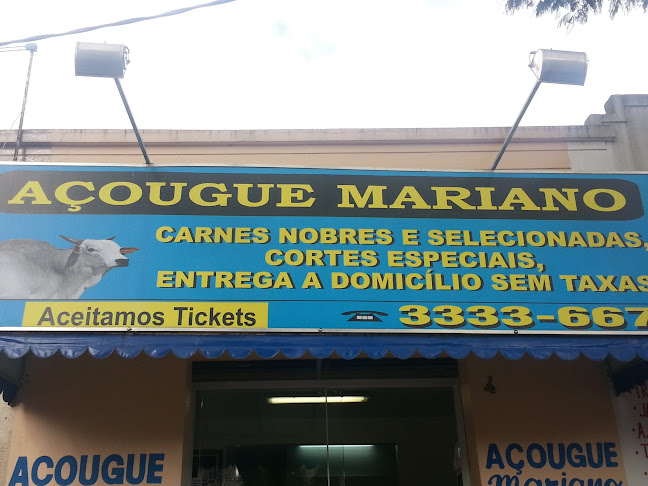 AÇOUGUE MARIANO
CARNES NOBRES E SELECIONADAS,
CORTES ESPECIAIS,
ENTREGA A DOMICÍLIO SEM TAXAS
Aceitamos Tickets
3333-667
AÇOUGUE
AÇOUGUE
Mariano